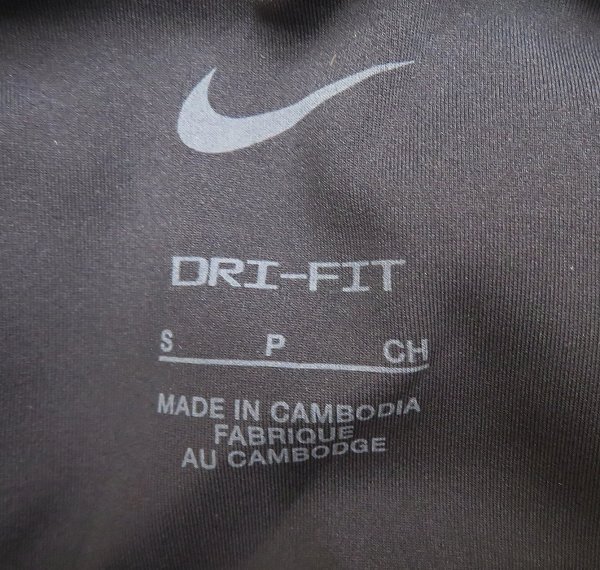 DRI-FIT
S P CH
MADE IN CAMBODIA
FABRIQUE
AU CAMBODGE